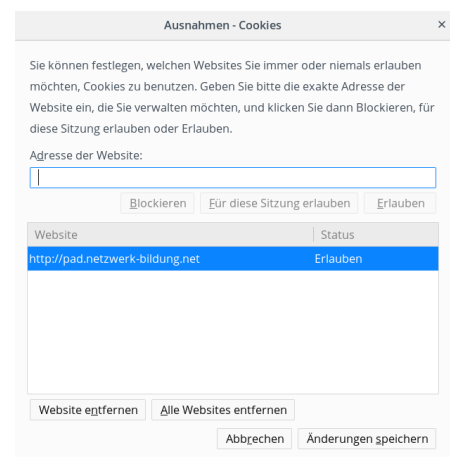 Ausnahmen - Cookies ×
Sie können festlegen, welchen Websites Sie immer oder niemals erlauben
möchten, Cookies zu benutzen. Geben Sie bitte die exakte Adresse der
Website ein, die Sie verwalten möchten, und klicken Sie dann Blockieren, für
diese Sitzung erlauben oder Erlauben.
Adresse der Website:
Blockieren Für diese Sitzung erlauben Erlauben
Website Status
http://pad.netzwerk-bildung.net Erlauben
Website entfernen Alle Websites entfernen
Abbrechen Änderungen speichern